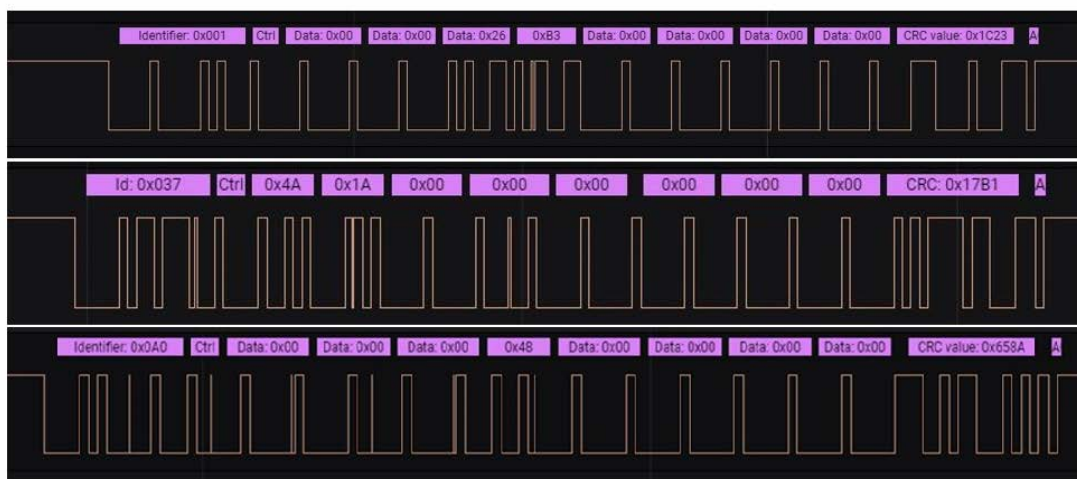 Identifier: 0x001 Ctrl Data: 0x00 Data: 0x00 Data: 0x26 0xB3 Data: 0x00 Data: 0x00 Data: 0x00 Data: 0x00 CRC value: 0x1C23 A
Id: 0x037 Ctrl 0x4A 0x1A 0x00 0x00 0x00 0x00 0x00 0x00 CRC: 0x17B1 A
Identifier: 0x0A0 Ctrl Data: 0x00 Data: 0x00 Data: 0x00 0x48 Data: 0x00 Data: 0x00 Data: 0x00 Data: 0x00 CRC value: 0x658A A